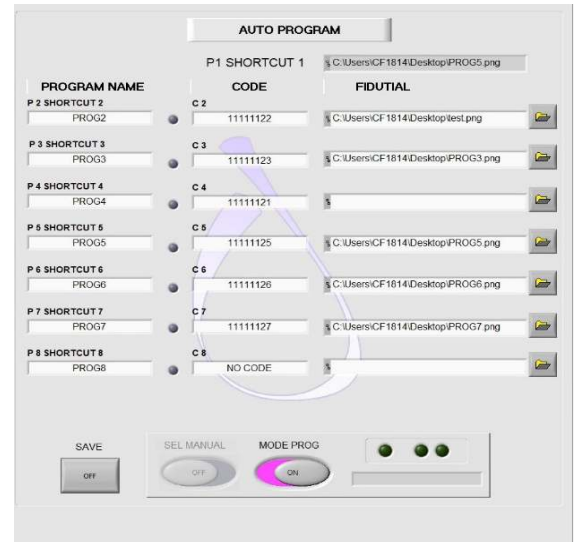 AUTO PROGRAM
P1 SHORTCUT 1 C:\Users\CF1814\Desktop\PROG5.png
PROGRAM NAME CODE FIDUTIAL
P 2 SHORTCUT 2 C 2
PROG2 11111122 C:\Users\CF1814\Desktop\test.png
P 3 SHORTCUT 3 C 3
PROG3 11111123 C:\Users\CF1814\Desktop\PROG3.png
P 4 SHORTCUT 4 C 4
PROG4 11111121
P 5 SHORTCUT 5 C 5
PROG5 11111125 C:\Users\CF1814\Desktop\PROG5.png
P 6 SHORTCUT 6 C 6
PROG6 11111126 C:\Users\CF1814\Desktop\PROG6.png
P 7 SHORTCUT 7 C 7
PROG7 11111127 C:\Users\CF1814\Desktop\PROG7.png
P 8 SHORTCUT 8 C 8
PROG8 NO CODE
SAVE SEL MANUAL MODE PROG
OFF OFF ON